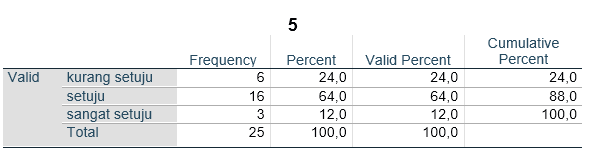 5
Frequency Percent Valid Percent Cumulative Percent
Valid kurang setuju 6 24,0 24,0 24,0
setuju 16 64,0 64,0 88,0
sangat setuju 3 12,0 12,0 100,0
Total 25 100,0 100,0